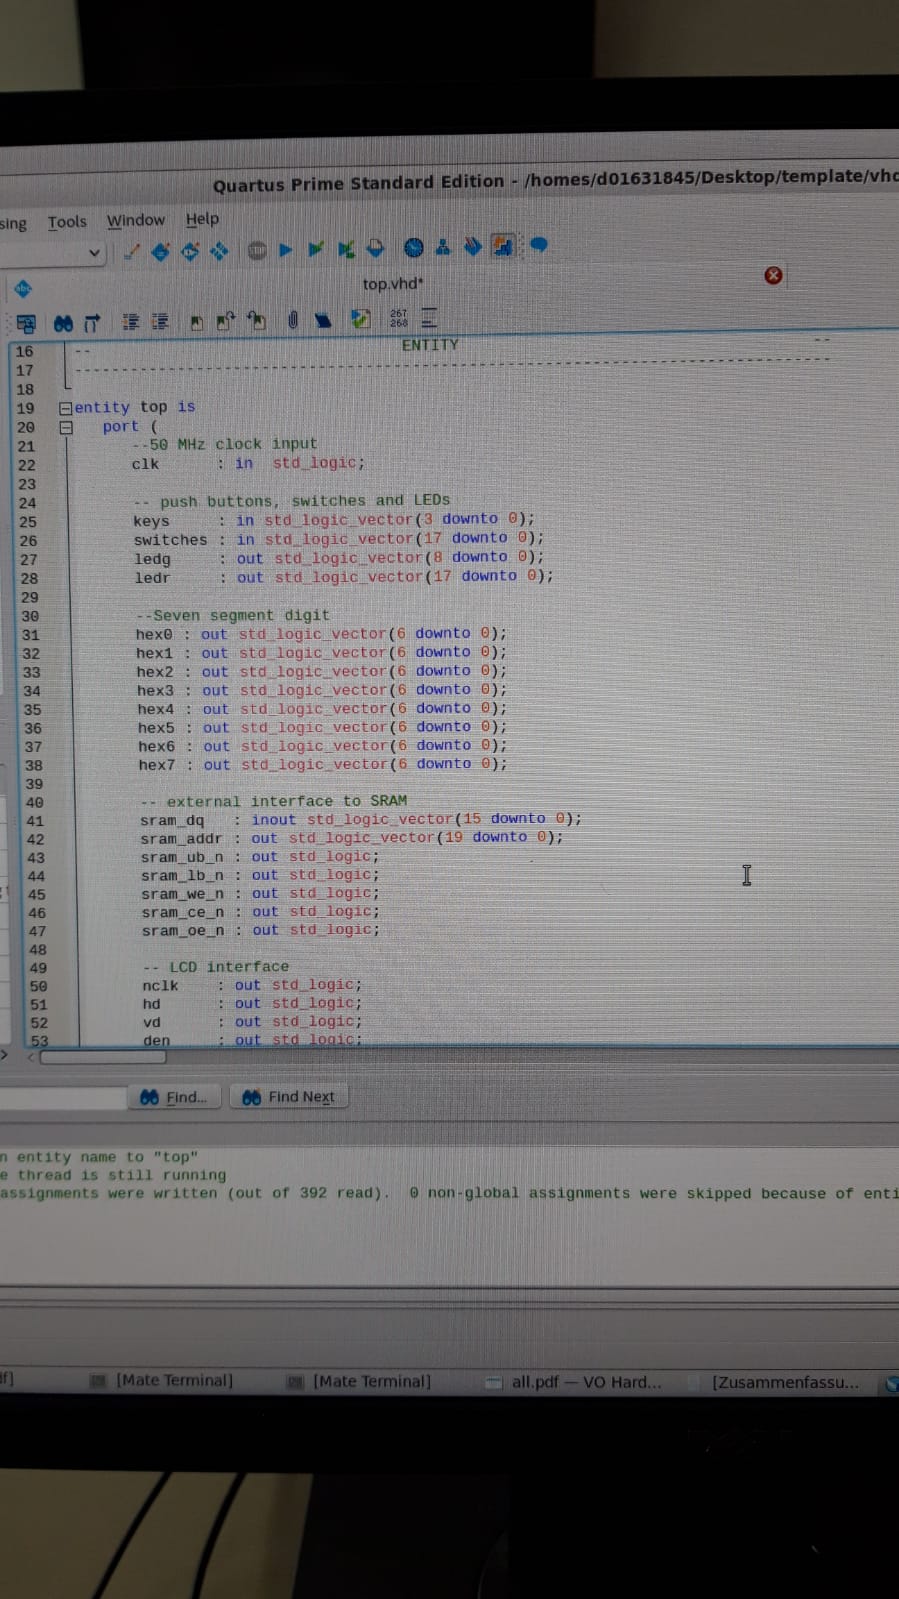 Quartus Prime Standard Edition - /homes/d01631845/Desktop/template/vhd
sing Tools Window Help
STOP
abc top.vhd*
267
268
16 -- ENTITY --
17 --------------------------------------------------------------------------------
18
19 entity top is
20 port (
21 --50 MHz clock input
22 clk : in std_logic;
23
24 -- push buttons, switches and LEDs
25 keys : in std_logic_vector(3 downto 0);
26 switches : in std_logic_vector(17 downto 0);
27 ledg : out std_logic_vector(8 downto 0);
28 ledr : out std_logic_vector(17 downto 0);
29
30 --Seven segment digit
31 hex0 : out std_logic_vector(6 downto 0);
32 hex1 : out std_logic_vector(6 downto 0);
33 hex2 : out std_logic_vector(6 downto 0);
34 hex3 : out std_logic_vector(6 downto 0);
35 hex4 : out std_logic_vector(6 downto 0);
36 hex5 : out std_logic_vector(6 downto 0);
37 hex6 : out std_logic_vector(6 downto 0);
38 hex7 : out std_logic_vector(6 downto 0);
39
40 -- external interface to SRAM
41 sram_dq : inout std_logic_vector(15 downto 0);
42 sram_addr : out std_logic_vector(19 downto 0);
43 sram_ub_n : out std_logic;
44 sram_lb_n : out std_logic;
45 sram_we_n : out std_logic;
46 sram_ce_n : out std_logic;
47 sram_oe_n : out std_logic;
48
49 -- LCD interface
50 nclk : out std_logic;
51 hd : out std_logic;
52 vd : out std_logic;
53 den : out std_logic;
Find... Find Next
n entity name to "top"
e thread is still running
assignments were written (out of 392 read). 0 non-global assignments were skipped because of enti
df] [Mate Terminal] [Mate Terminal] all.pdf — VO Hard... [Zusammenfassu...